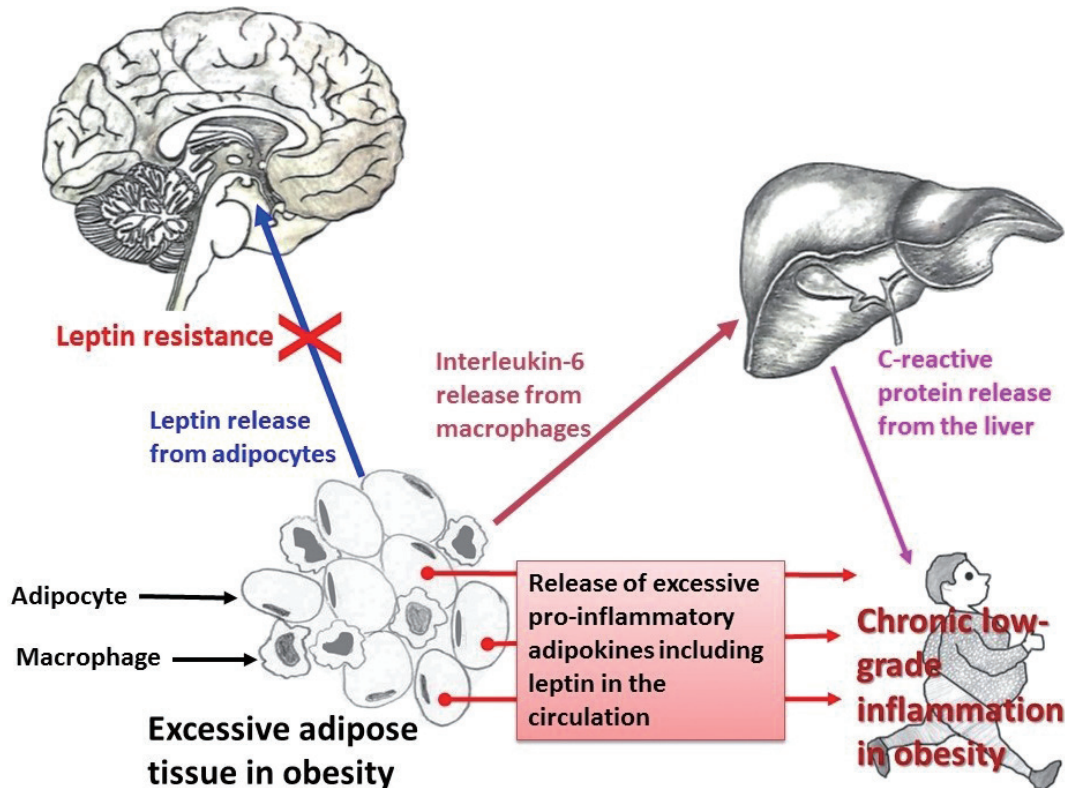 Leptin resistance
Leptin release
from adipocytes
Interleukin-6
release from
macrophages
C-reactive
protein release
from the liver
Adipocyte
Macrophage
Excessive adipose
tissue in obesity
Release of excessive
pro-inflammatory
adipokines including
leptin in the
circulation
Chronic low-
grade
inflammation
in obesity